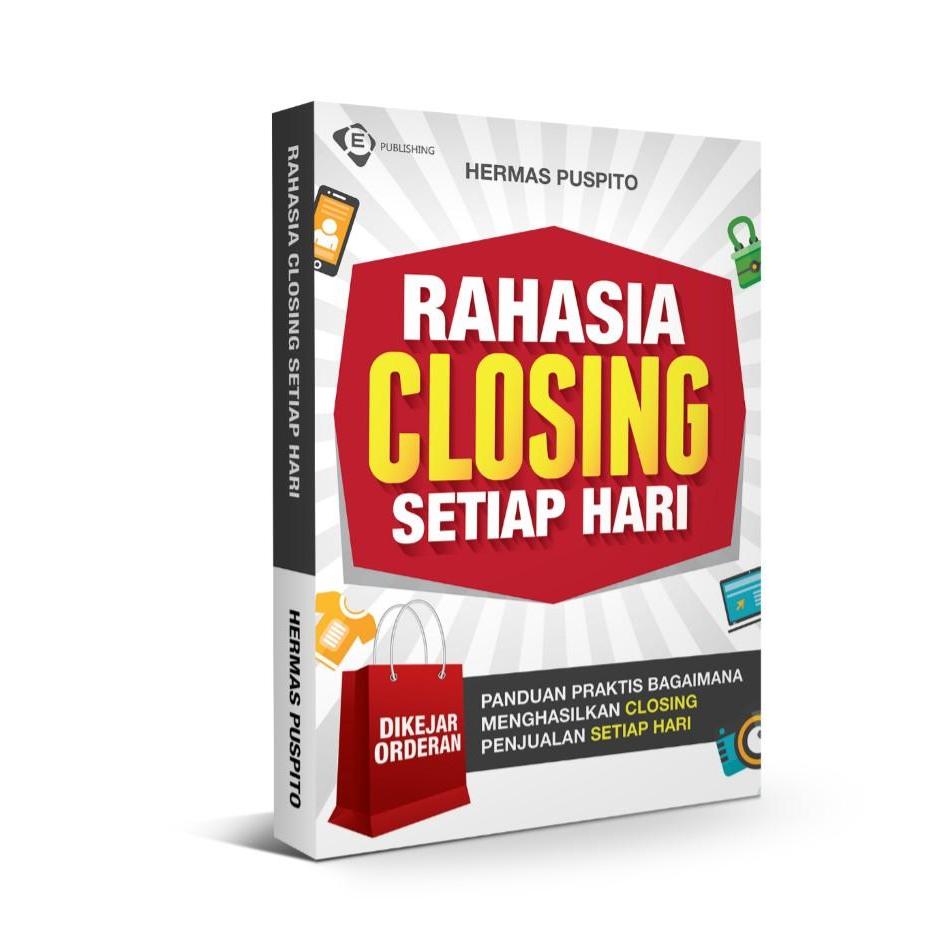 E
PUBLISHING
HERMAS PUSPITO
RAHASIA
CLOSING
SETIAP HARI
DIKEJAR
ORDERAN
PANDUAN PRAKTIS BAGAIMANA
MENGHASILKAN CLOSING
PENJUALAN SETIAP HARI
RAHASIA CLOSING SETIAP HARI
HERMAS PUSPITO